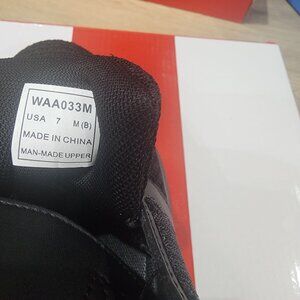 WAA033M
USA 7 M(B)
MADE IN CHINA
MAN-MADE UPPER